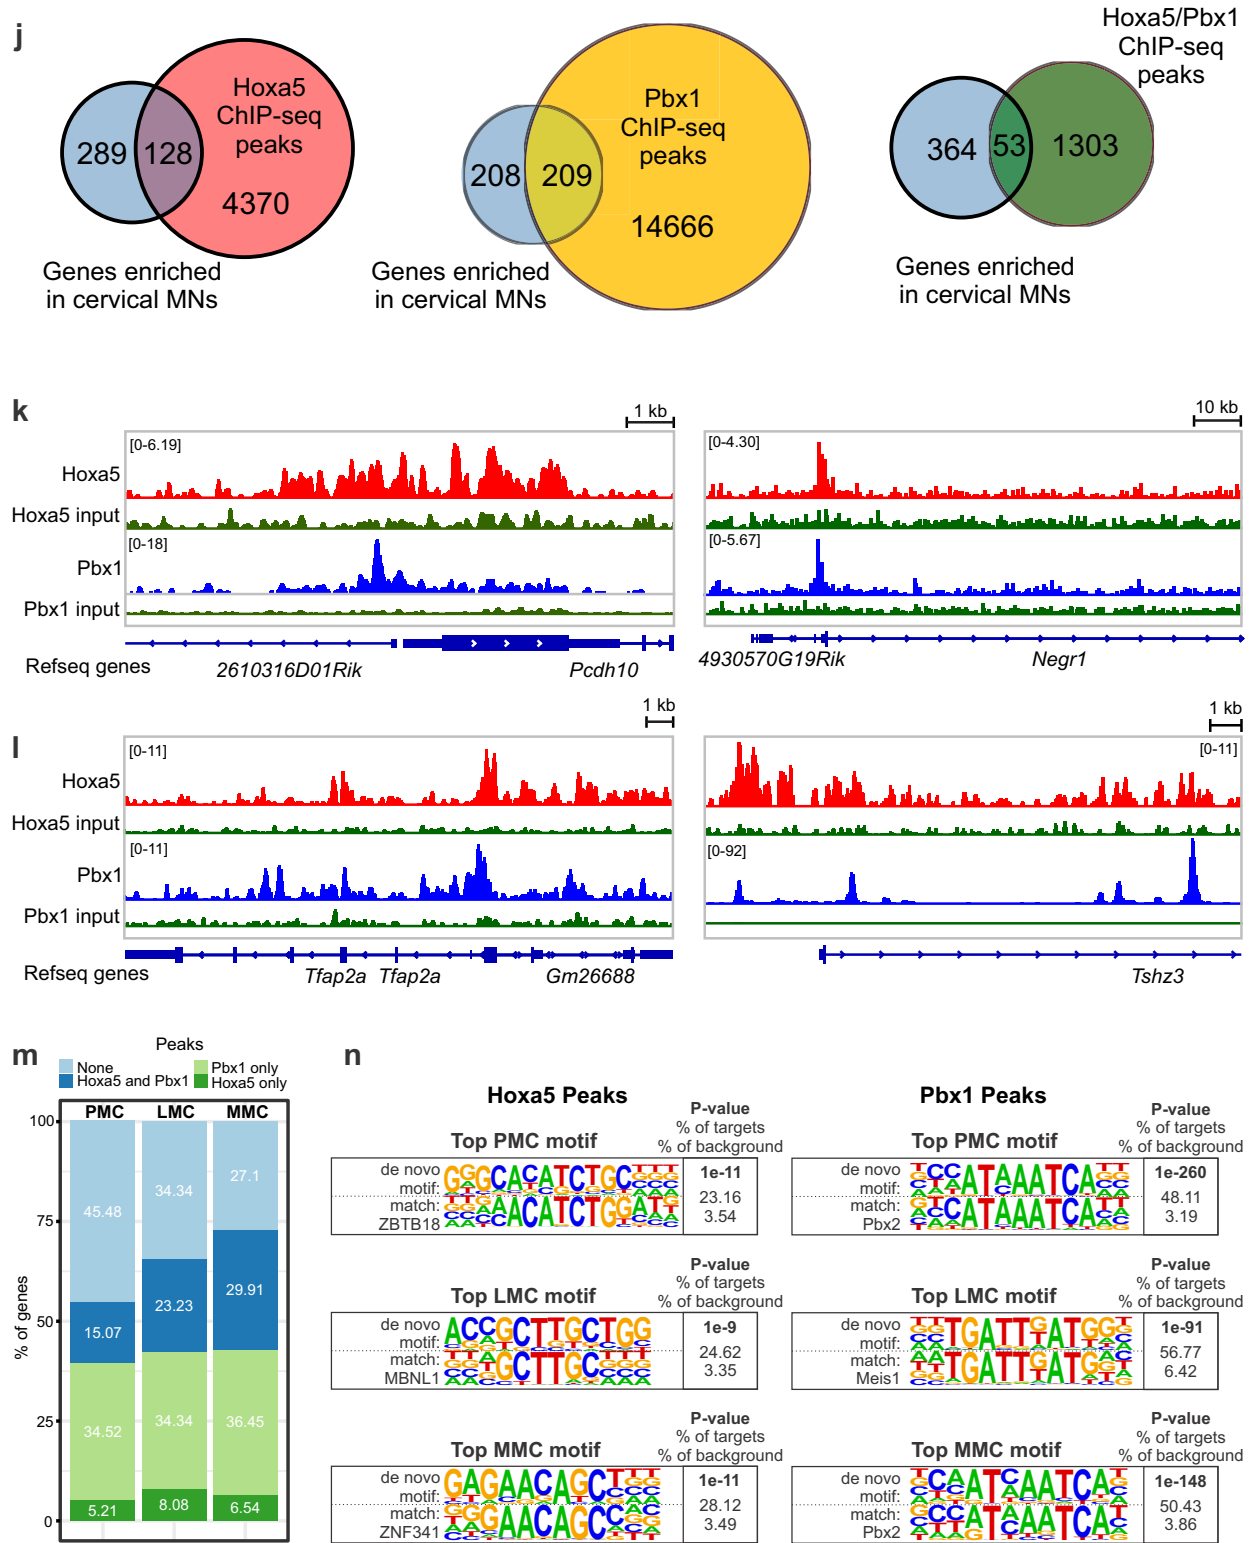 j
Hoxa5
ChIP-seq
peaks
289
128
4370
Genes enriched
in cervical MNs
Pbx1
ChIP-seq
peaks
208
209
14666
Genes enriched
in cervical MNs
Hoxa5/Pbx1
ChIP-seq
peaks
364
53
1303
Genes enriched
in cervical MNs
k
1 kb
10 kb
[0-6.19]
[0-4.30]
Hoxa5
Hoxa5 input
[0-18]
[0-5.67]
Pbx1
Pbx1 input
Refseq genes
2610316D01Rik
Pcdh10
4930570G19Rik
Negr1
l
1 kb
1 kb
[0-11]
[0-11]
Hoxa5
Hoxa5 input
[0-11]
[0-92]
Pbx1
Pbx1 input
Refseq genes
Tfap2a
Tfap2a
Gm26688
Tshz3
m
Peaks
None
Pbx1 only
Hoxa5 and Pbx1
Hoxa5 only
PMC
LMC
MMC
% of genes
100
75
50
25
0
45.48
15.07
34.52
5.21
34.34
23.23
34.34
8.08
27.1
29.91
36.45
6.54
n
Hoxa5 Peaks
Top PMC motif
P-value
% of targets
% of background
de novo
motif:
GGGCACATCTGC
match:
ZBTB18
ACATCTGG
1e-11
23.16
3.54
Top LMC motif
P-value
% of targets
% of background
de novo
motif:
ACCGCTTGCTGG
match:
MBNL1
GCTTGC
1e-9
24.62
3.35
Top MMC motif
P-value
% of targets
% of background
de novo
motif:
GAGAACAGC
match:
ZNF341
GAACAGC
1e-11
28.12
3.49
Pbx1 Peaks
Top PMC motif
P-value
% of targets
% of background
de novo
motif:
ATCAATCA
match:
Pbx2
CATAAATCA
1e-260
48.11
3.19
Top LMC motif
P-value
% of targets
% of background
de novo
motif:
TGATTGATGG
match:
Meis1
TGATTGATGG
1e-91
56.77
6.42
Top MMC motif
P-value
% of targets
% of background
de novo
motif:
CAATCAATCA
match:
Pbx2
ATCAATCA
1e-148
50.43
3.86